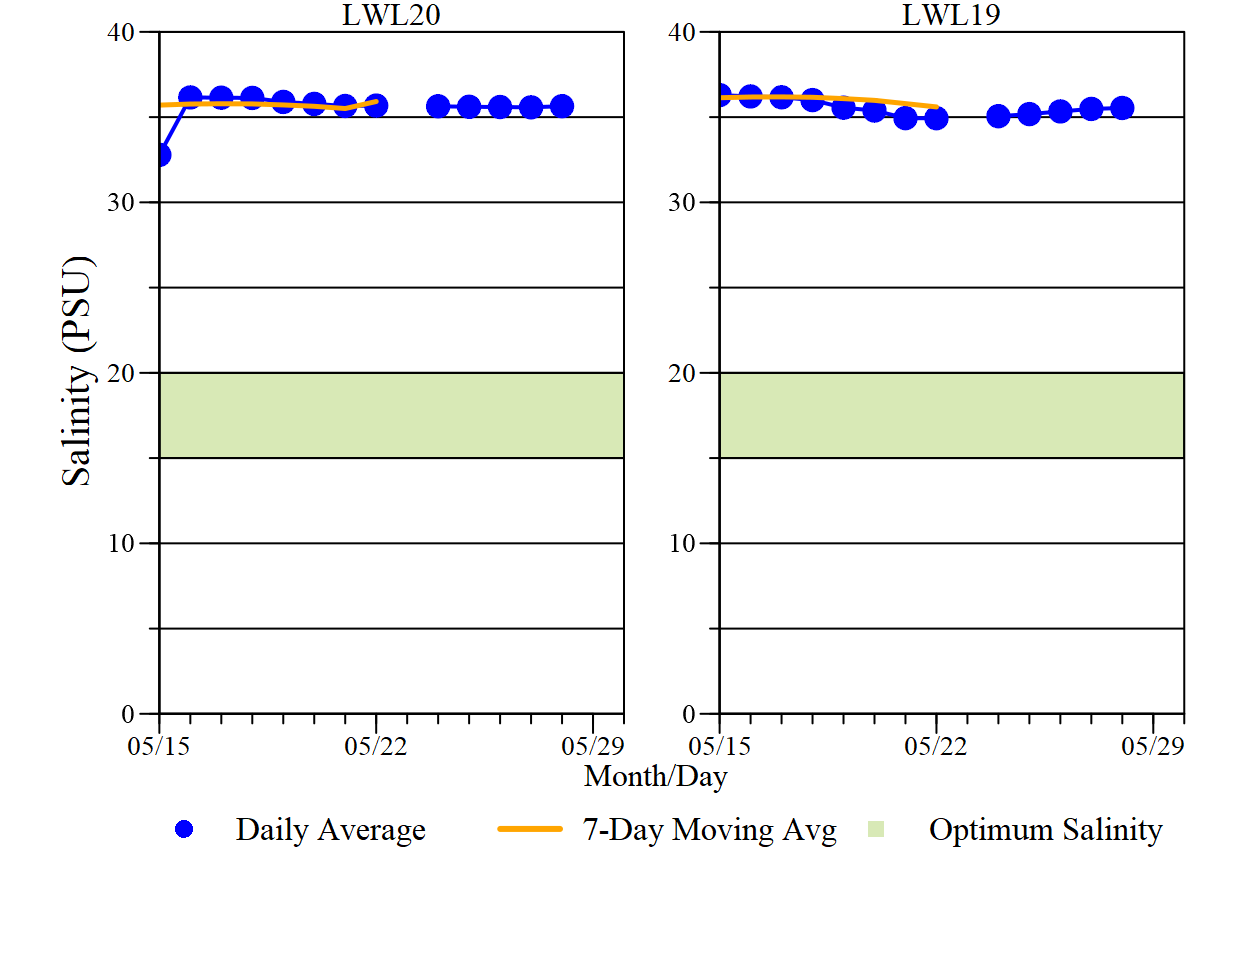 LWL20 LWL19
40 40
30 30
Salinity (PSU)
20 20
10 10
0 0
05/15 05/22 05/29 05/15 05/22 05/29
Month/Day
Daily Average 7-Day Moving Avg Optimum Salinity